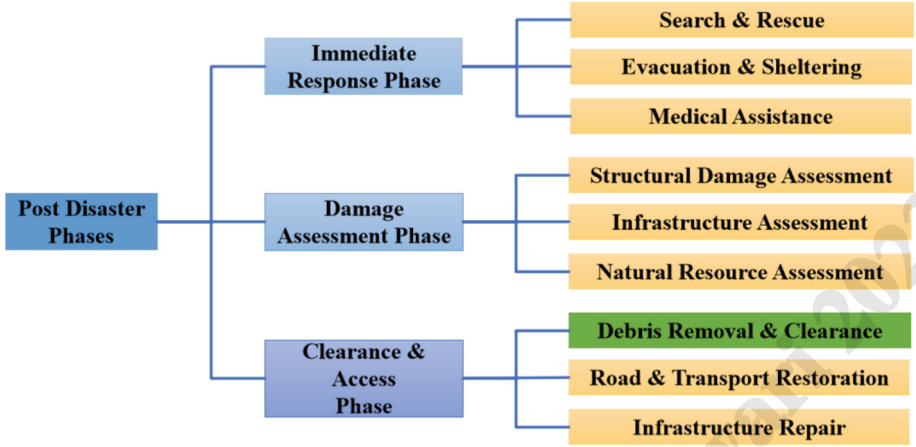 Post Disaster
Phases
Immediate
Response Phase
Search & Rescue
Evacuation & Sheltering
Medical Assistance
Damage
Assessment Phase
Structural Damage Assessment
Infrastructure Assessment
Natural Resource Assessment
Clearance &
Access
Phase
Debris Removal & Clearance
Road & Transport Restoration
Infrastructure Repair